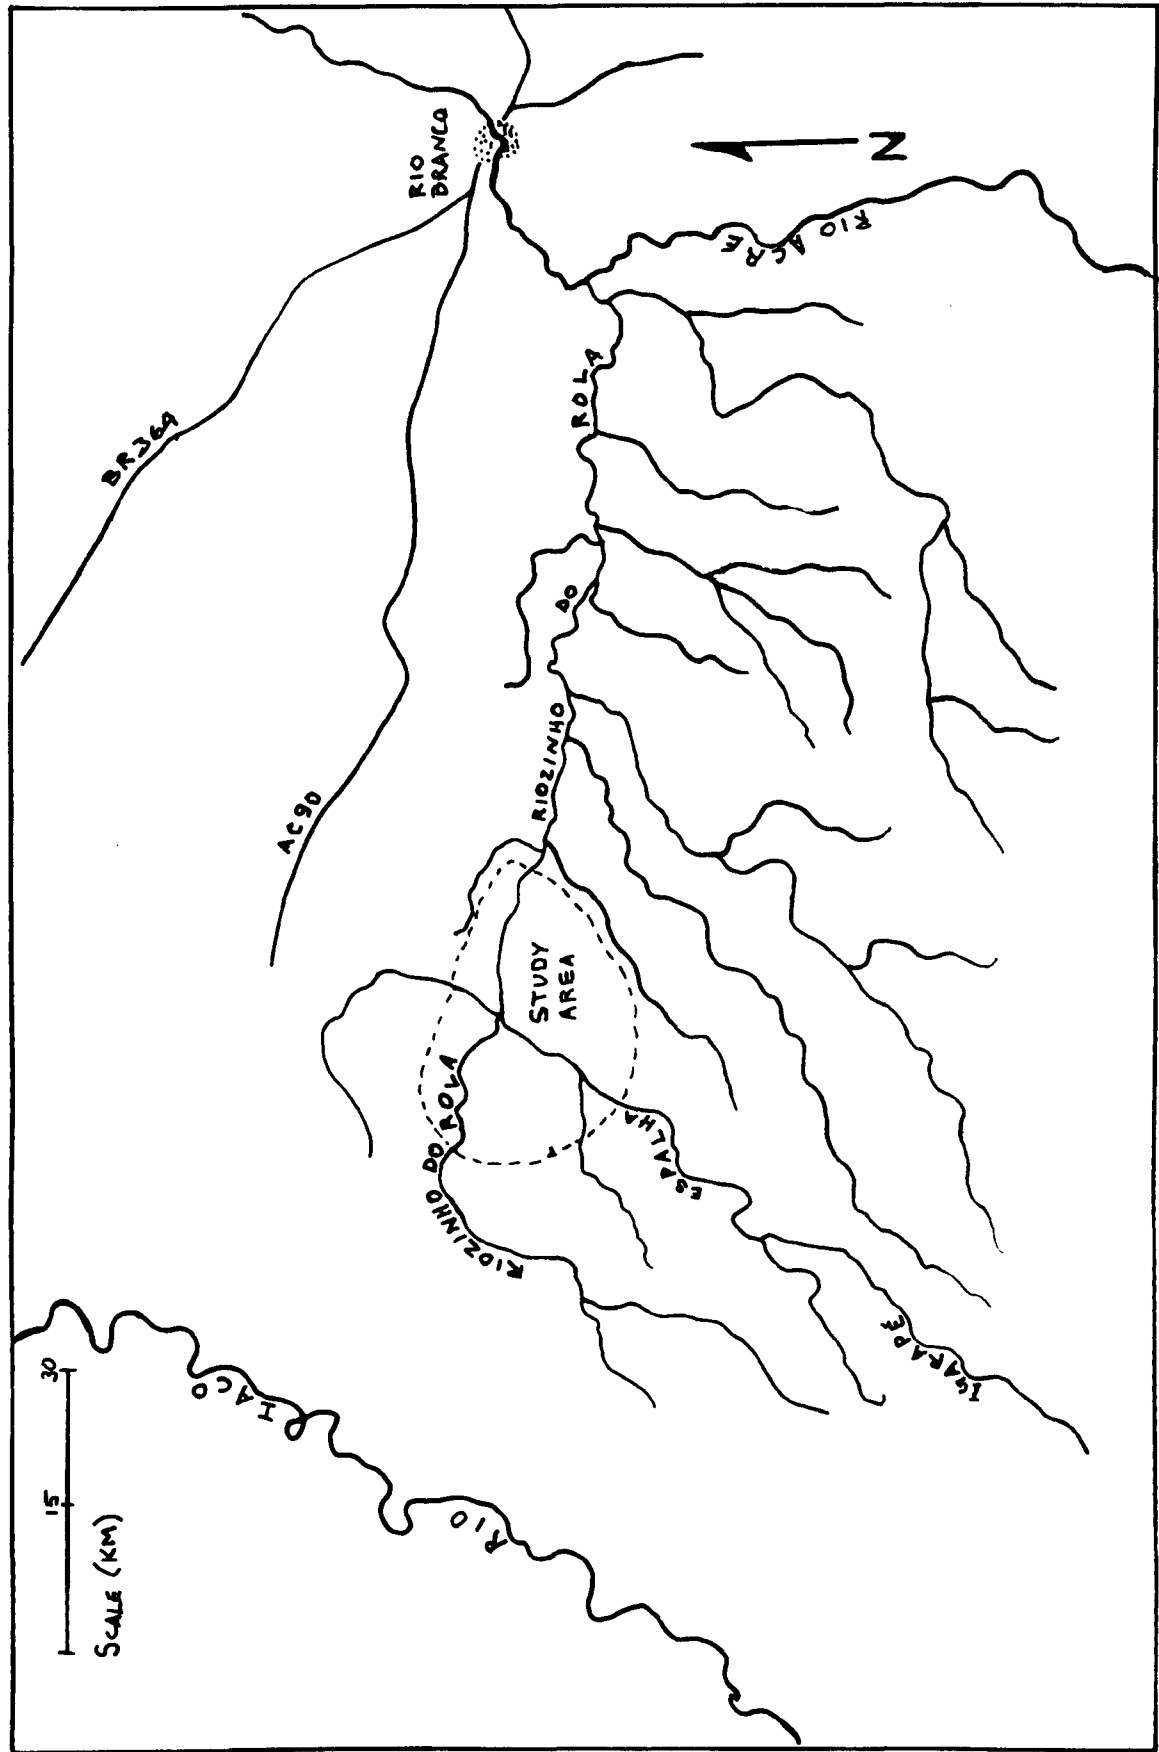 SCALE (KM)
15
30
RIO IACO
BR364
AC90
RIO
BRANCO
N
RIO ACRE
RIOZINHO DO ROLA
RIOZINHO DO ROLA
STUDY
AREA
IGARAPÉ ESPALHA